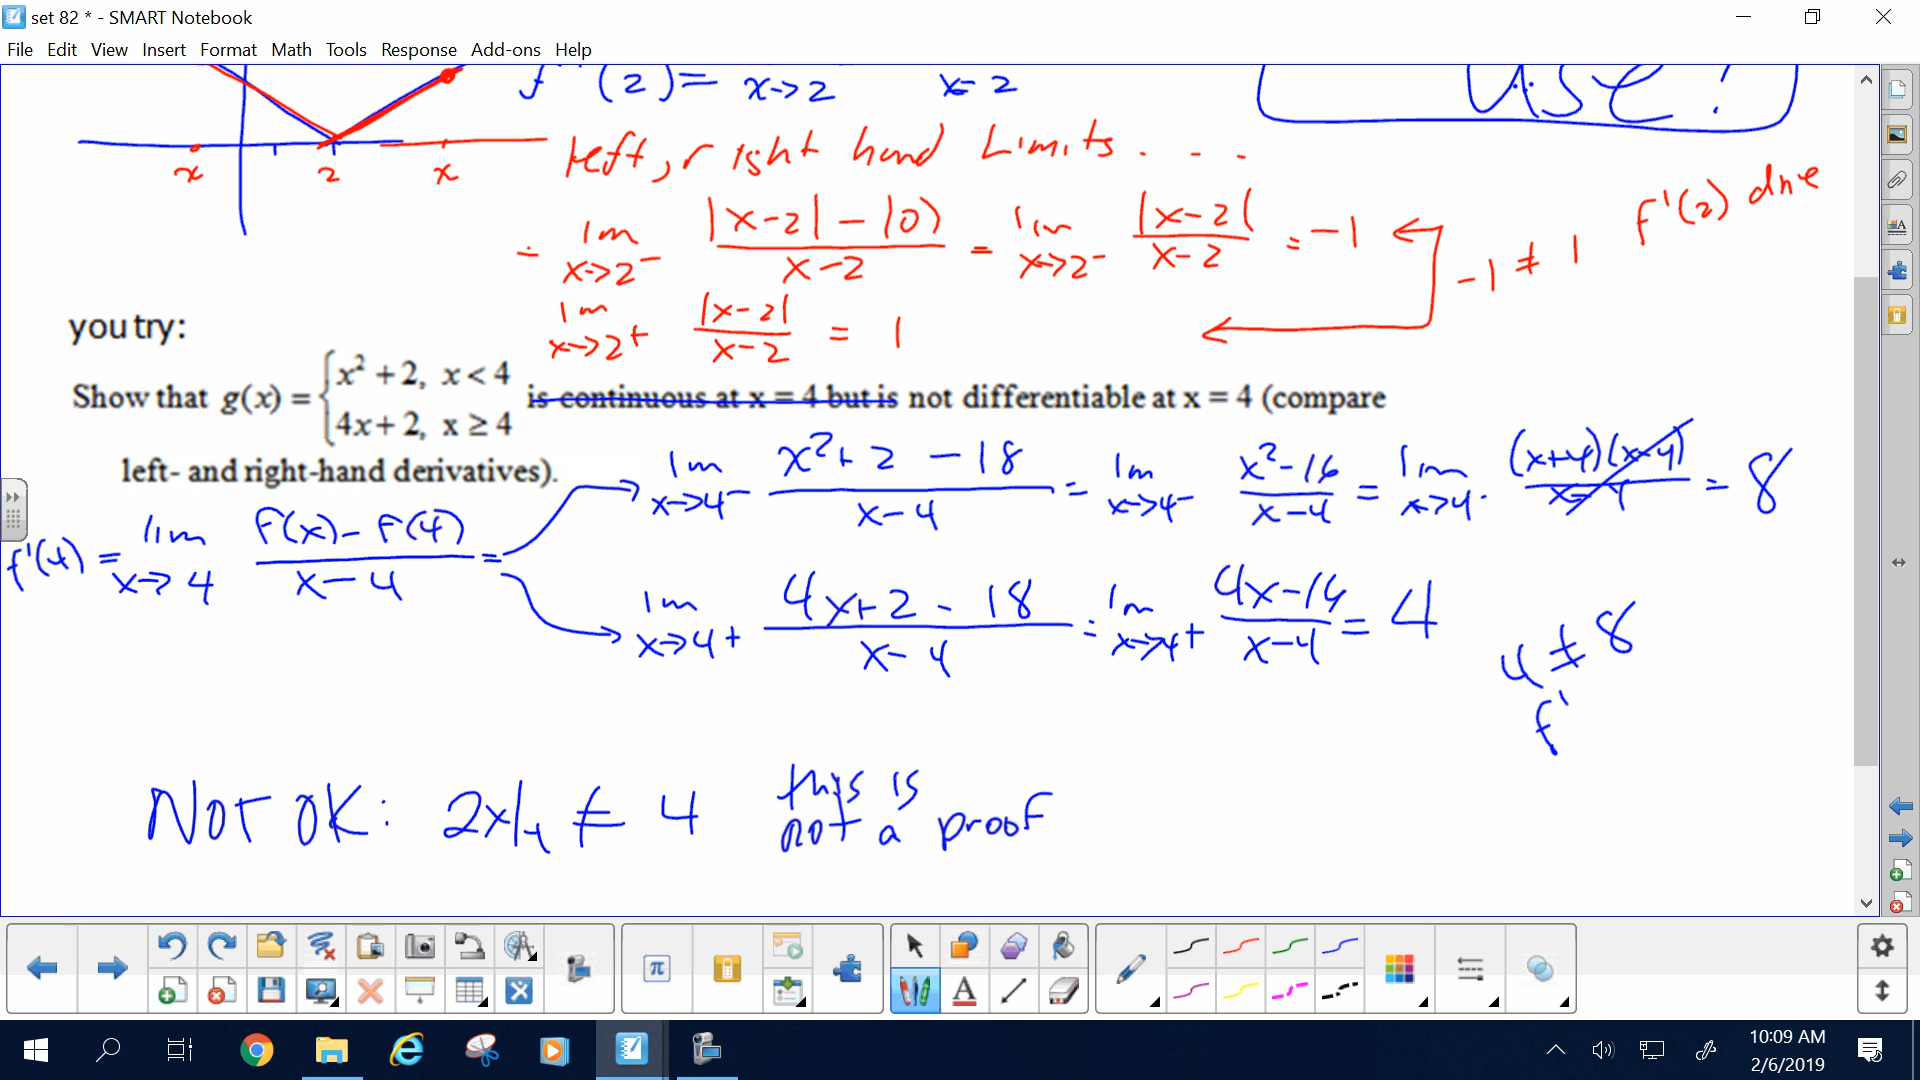 set 82 * - SMART Notebook
File Edit View Insert Format Math Tools Response Add-ons Help
(2) = x->2 x-2
use?
left, right hand Limits . . .
x 2 x
= lim x->2⁻ |x-2| - |0| / x-2 = lim x->2⁻ |x-2| / x-2 = -1
-1 ≠ 1 f'(2) dne
lim x->2+ |x-2| / x-2 = 1
you try:
Show that g(x) = { x² + 2, x < 4
4x + 2, x ≥ 4
is continuous at x = 4 but is not differentiable at x = 4 (compare
left- and right-hand derivatives).
lim x->4⁻ x²+2-18 / x-4 = lim x->4⁻ x²-16 / x-4 = lim x->4⁻ (x+4)(x-4) / x-4 = 8
f'(4) = lim x->4 f(x)-f(4) / x-4 =
lim x->4+ 4x+2-18 / x-4 = lim x->4+ 4x-16 / x-4 = 4
4 ≠ 8
f'
NOT OK: 2x|₄ ≠ 4 this is
not a proof
10:09 AM
2/6/2019